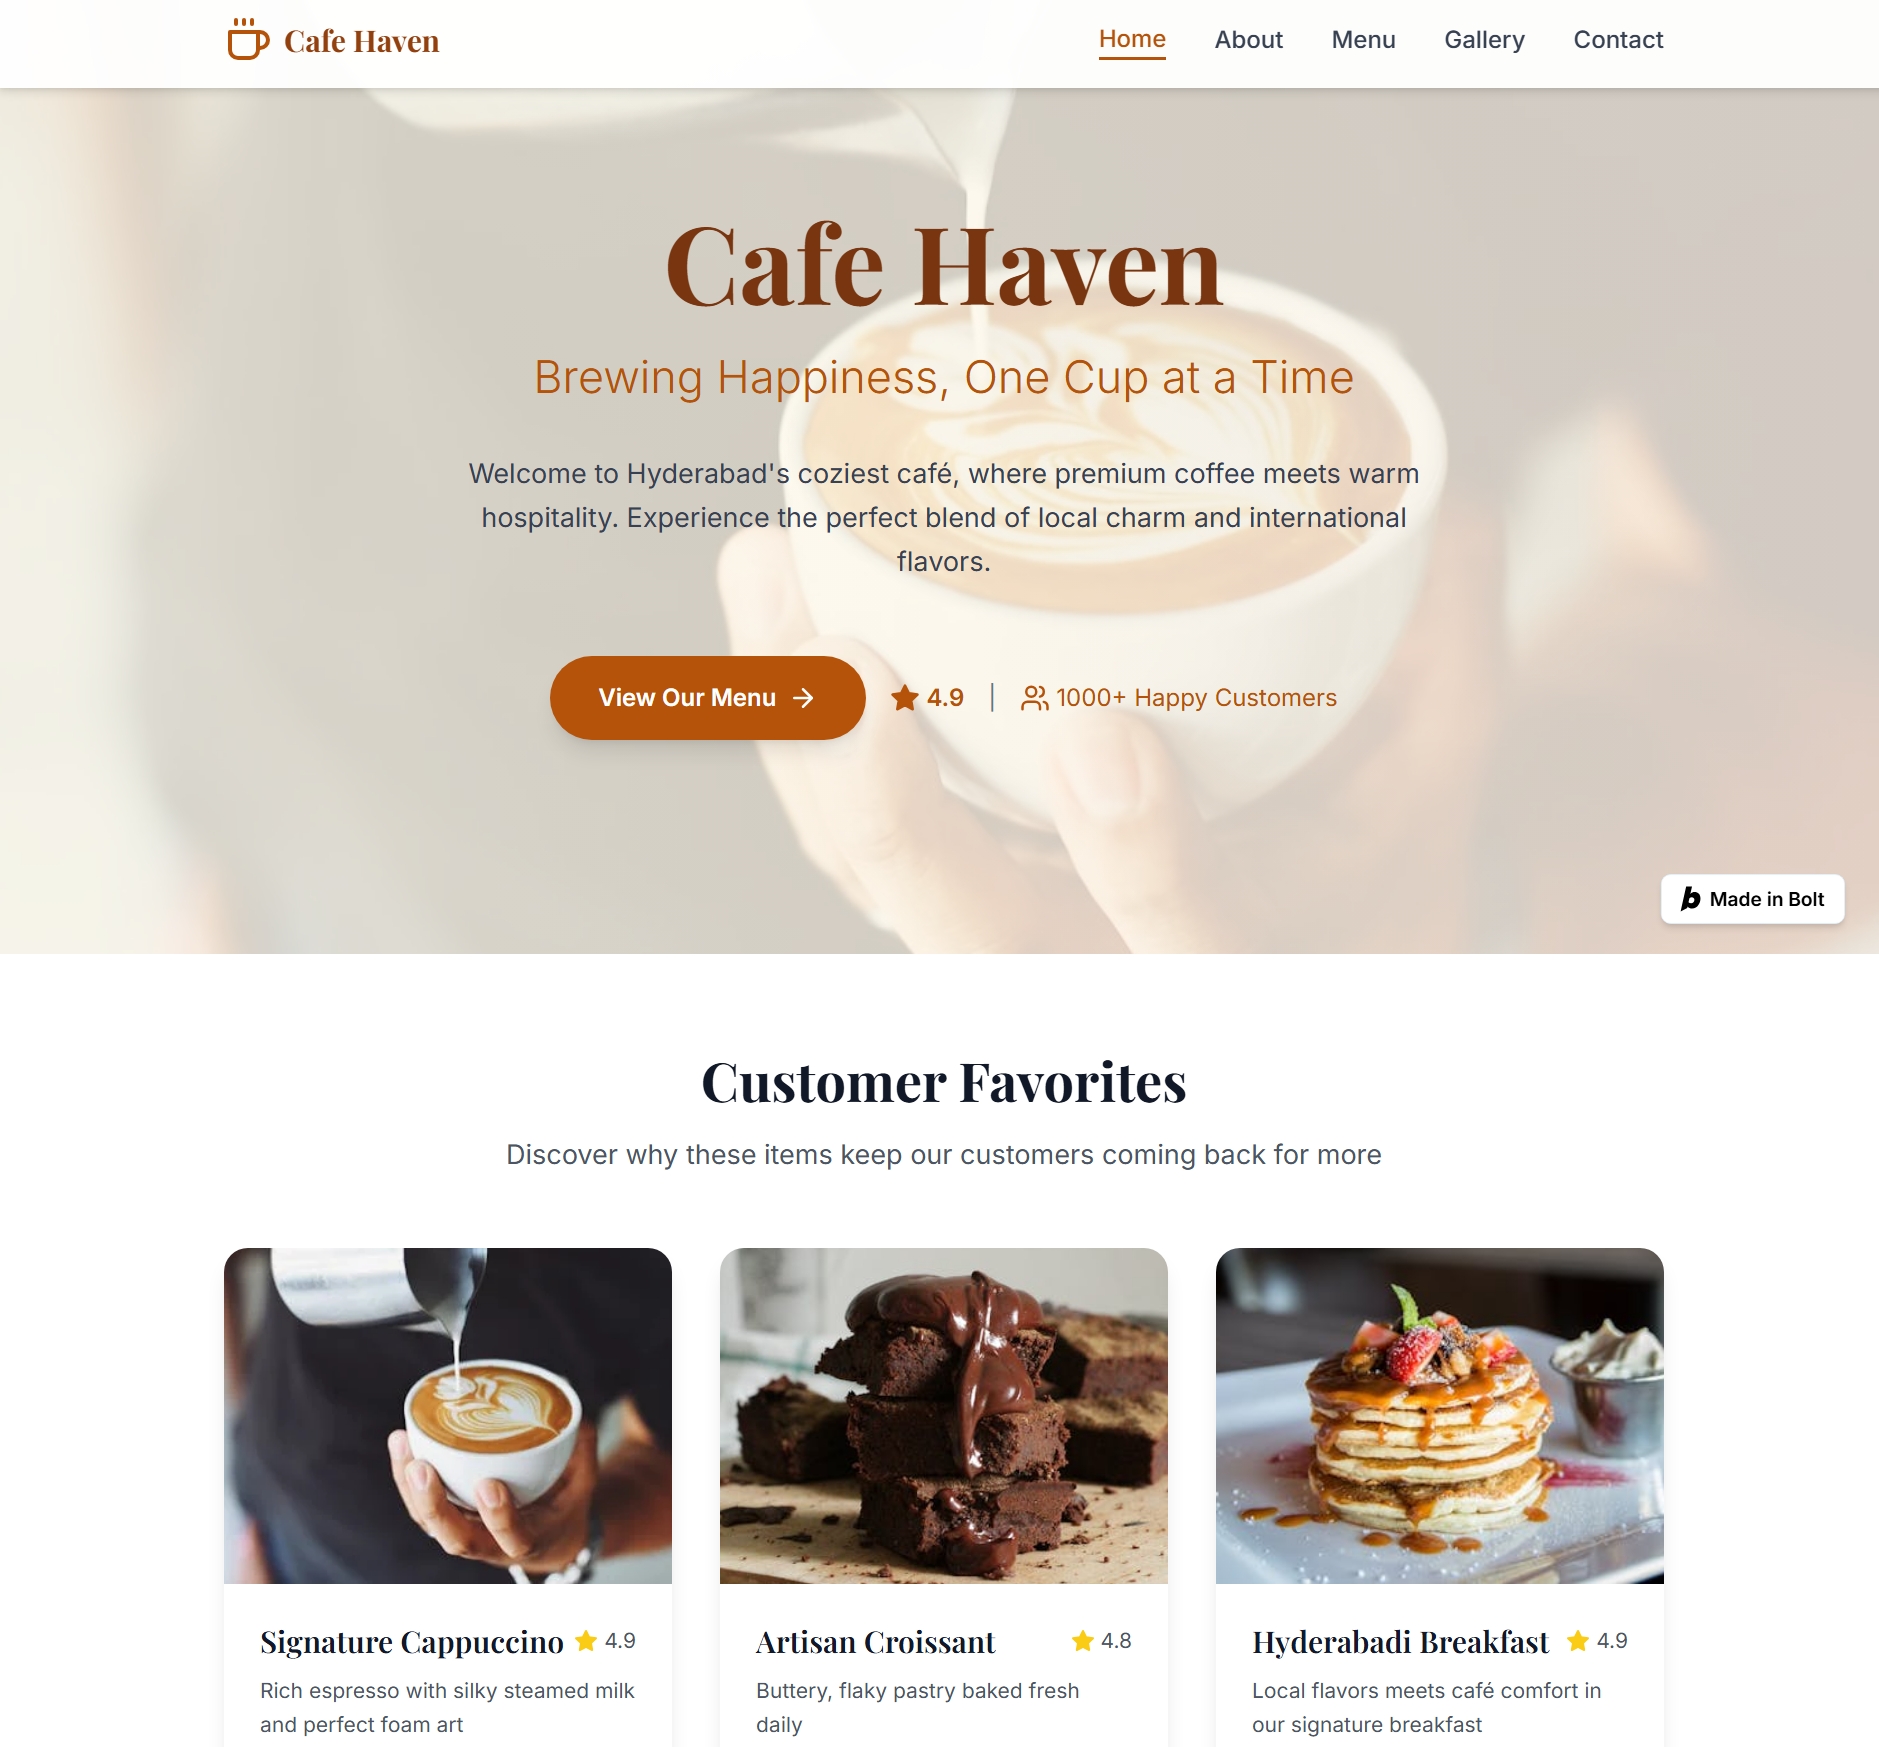 Cafe Haven
Home About Menu Gallery Contact
Cafe Haven
Brewing Happiness, One Cup at a Time
Welcome to Hyderabad's coziest café, where premium coffee meets warm
hospitality. Experience the perfect blend of local charm and international
flavors.
View Our Menu → 4.9 | 1000+ Happy Customers
Made in Bolt
Customer Favorites
Discover why these items keep our customers coming back for more
Signature Cappuccino 4.9
Rich espresso with silky steamed milk
and perfect foam art
Artisan Croissant 4.8
Buttery, flaky pastry baked fresh
daily
Hyderabadi Breakfast 4.9
Local flavors meets café comfort in
our signature breakfast